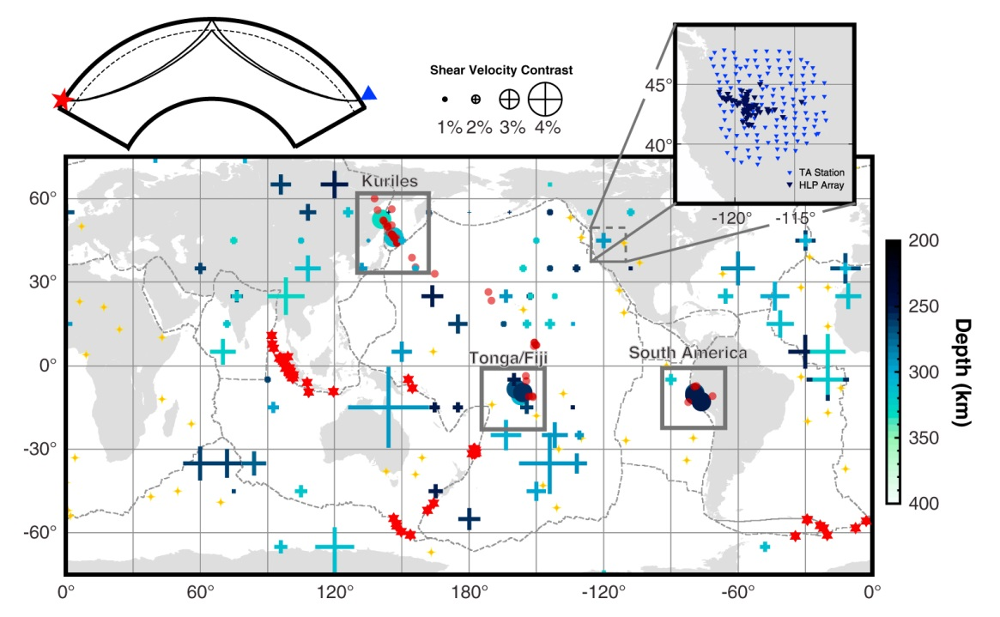 Shear Velocity Contrast
1% 2% 3% 4%
45°
40°
TA Station
HLP Array
-120° -115°
Kuriles
Tonga/Fiji
South America
60°
30°
0°
-30°
-60°
0° 60° 120° 180° -120° -60° 0°
200
250
300
350
400
Depth (km)